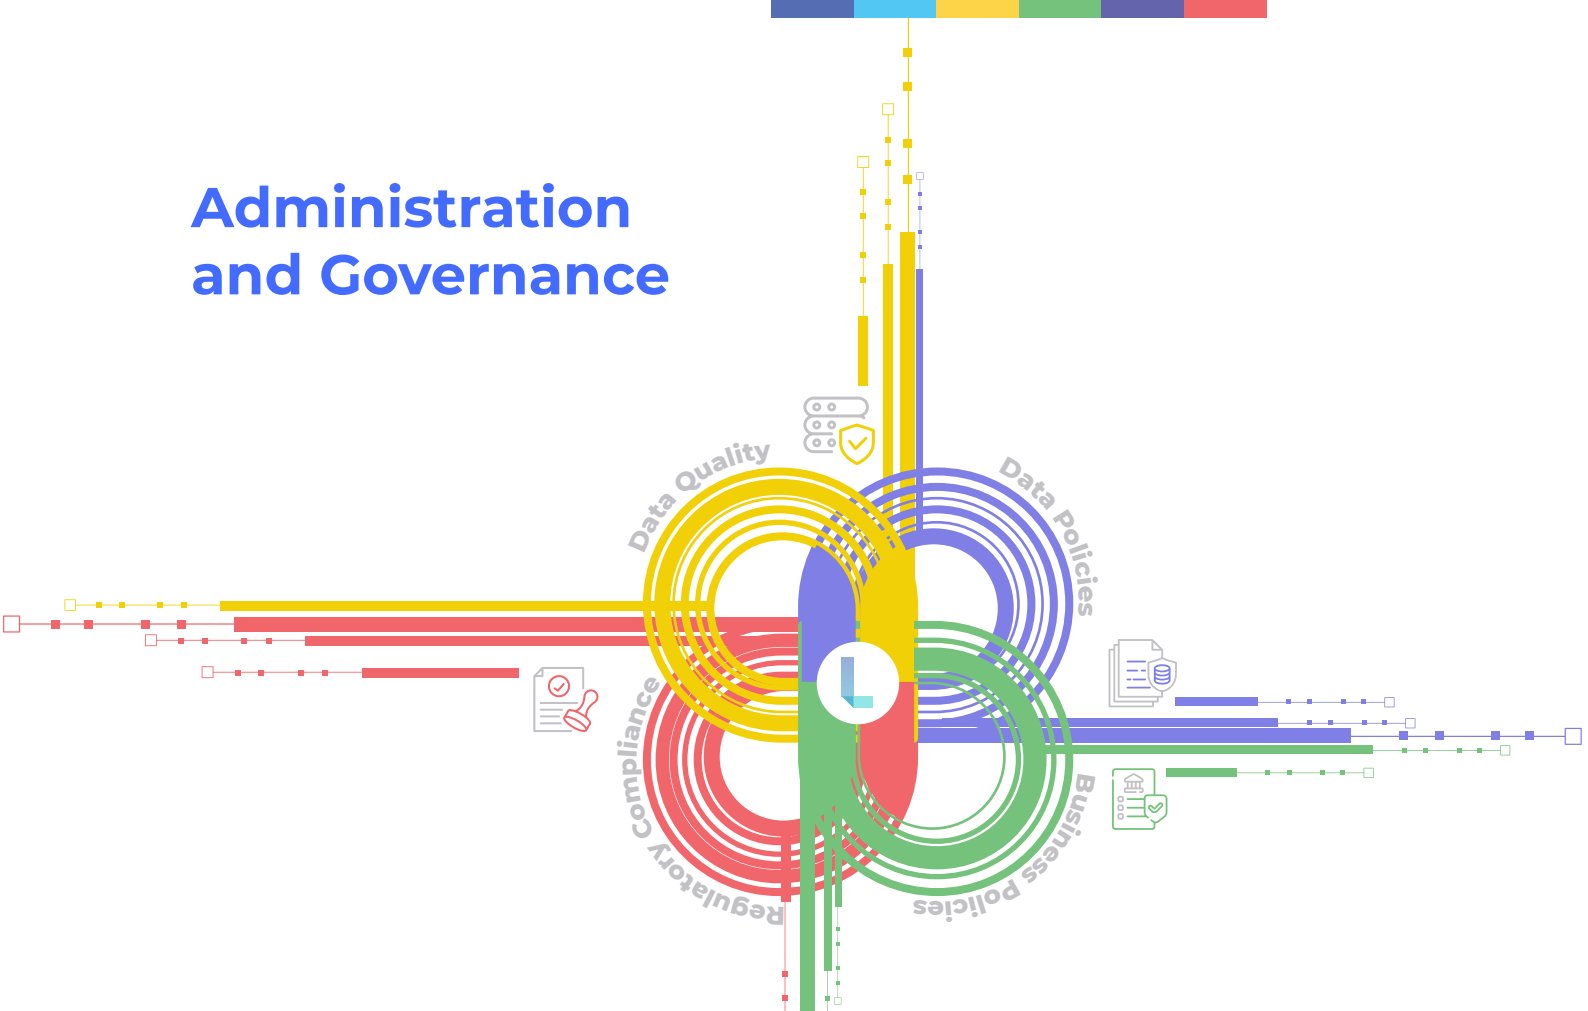 Administration
and Governance
Data Quality
Data Policies
Regulatory Compliance
Business Policies